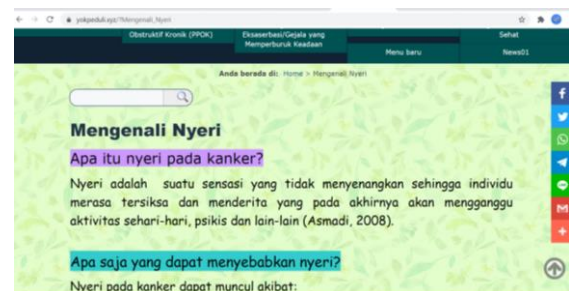 yokpeduli.xyz/?Mengenali_Nyeri
Obstruktif Kronik (PPOK)
Eksaserbasi/Gejala yang
Memperburuk Keadaan
Menu baru
Sehat
News01
Anda berada di: Home > Mengenali Nyeri
Mengenali Nyeri
Apa itu nyeri pada kanker?
Nyeri adalah suatu sensasi yang tidak menyenangkan sehingga individu
merasa tersiksa dan menderita yang pada akhirnya akan mengganggu
aktivitas sehari-hari, psikis dan lain-lain (Asmadi, 2008).
Apa saja yang dapat menyebabkan nyeri?
Nyeri pada kanker dapat muncul akibat: